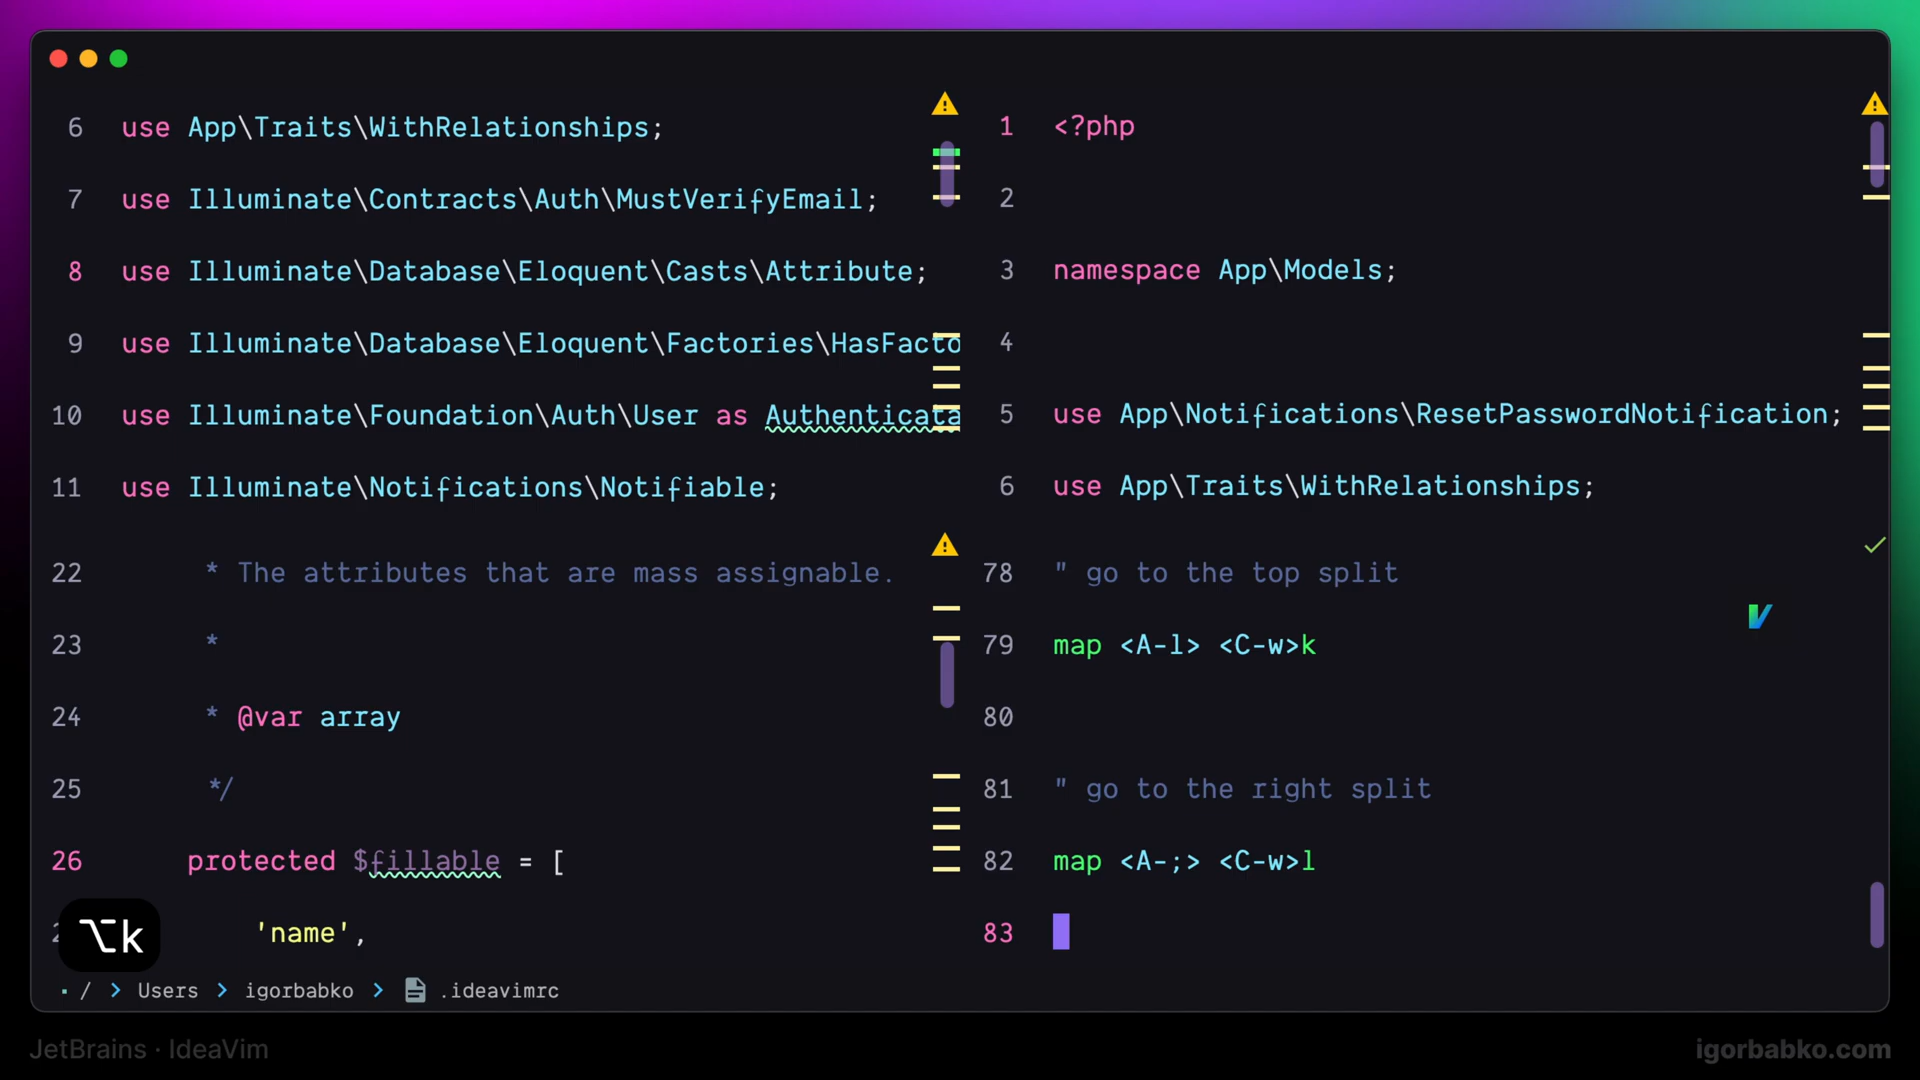 6 use App\Traits\WithRelationships;
7 use Illuminate\Contracts\Auth\MustVerifyEmail;
8 use Illuminate\Database\Eloquent\Casts\Attribute;
9 use Illuminate\Database\Eloquent\Factories\HasFacto
10 use Illuminate\Foundation\Auth\User as Authenticata
11 use Illuminate\Notifications\Notifiable;
1 <?php
2
3 namespace App\Models;
4
5 use App\Notifications\ResetPasswordNotification;
6 use App\Traits\WithRelationships;
22 * The attributes that are mass assignable.
23 *
24 * @var array
25 */
26 protected $fillable = [
'name',
78 " go to the top split
79 map <A-l> <C-w>k
80
81 " go to the right split
82 map <A-;> <C-w>l
83
⌥k
/ > Users > igorbabko > .ideavimrc
JetBrains · IdeaVim
igorbabko.com